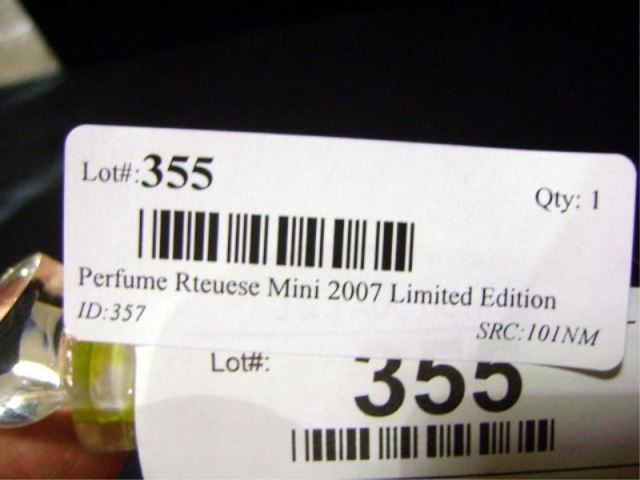 Lot#:355
Qty: 1
Perfume Rteuese Mini 2007 Limited Edition
ID:357
SRC:101NM
Lot#: 355